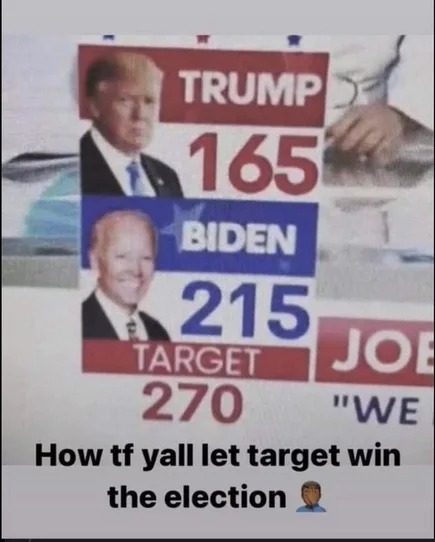 TRUMP
165
BIDEN
215
TARGET
270
JOE
"WE
How tf yall let target win
the election 🤦🏾‍♂️